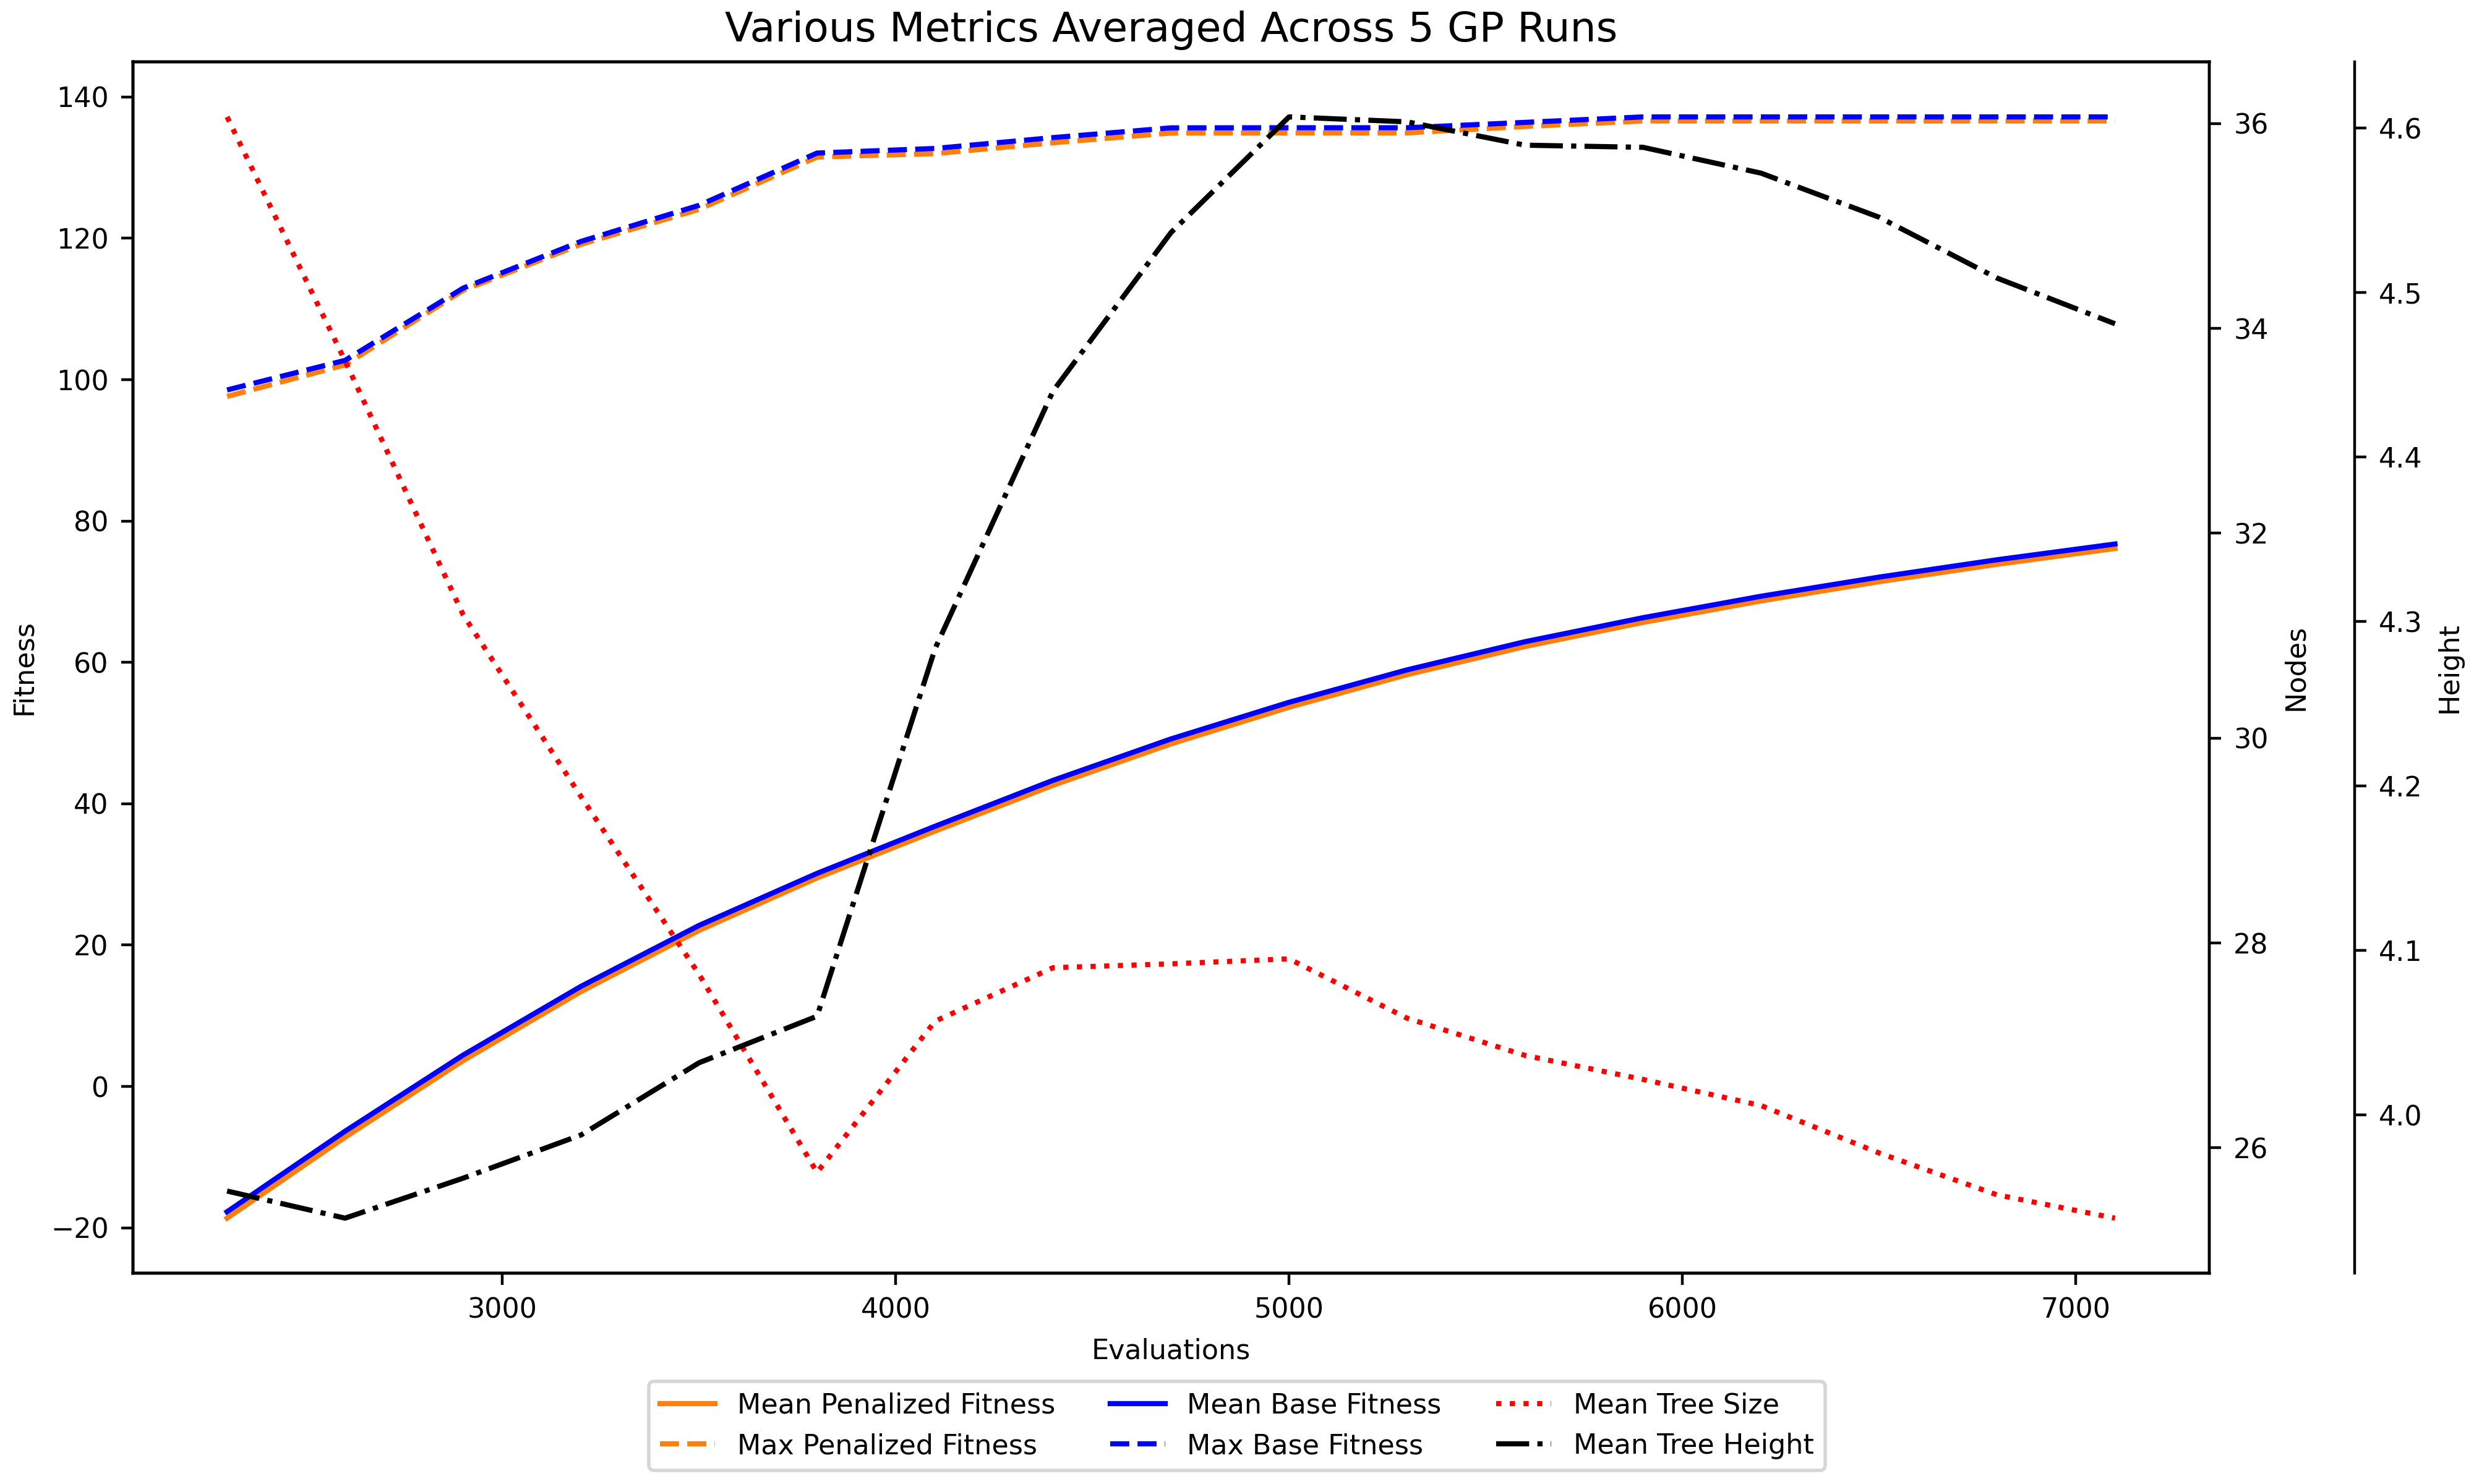 Various Metrics Averaged Across 5 GP Runs
140
120
100
80
60
40
20
0
−20
Fitness
3000
4000
5000
6000
7000
Evaluations
36
34
32
30
28
26
Nodes
4.6
4.5
4.4
4.3
4.2
4.1
4.0
Height
Mean Penalized Fitness
Max Penalized Fitness
Mean Base Fitness
Max Base Fitness
Mean Tree Size
Mean Tree Height